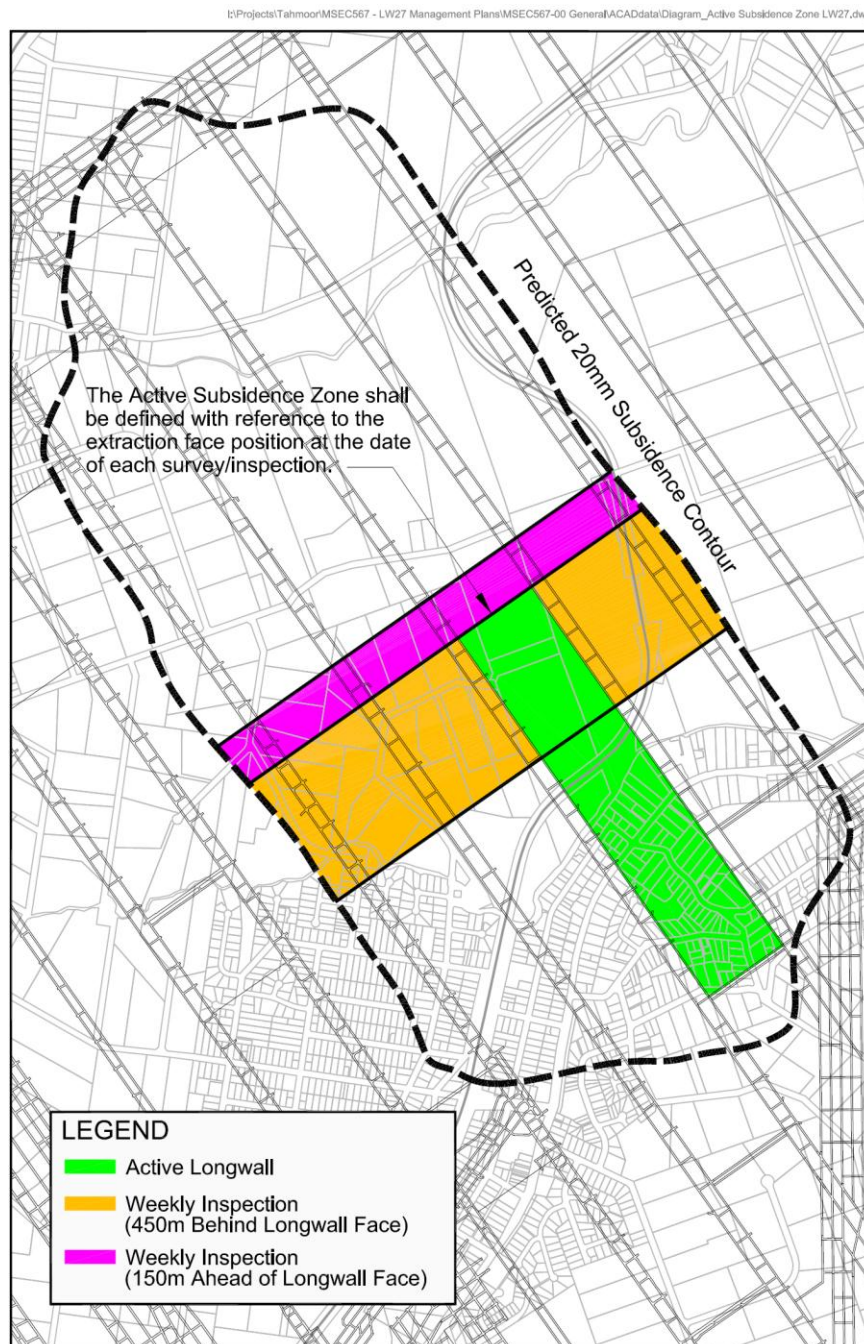 I:\Projects\Tahmoor\MSEC567 - LW27 Management Plans\MSEC567-00 General\ACADdata\Diagram_Active Subsidence Zone LW27.dw
Predicted 20mm Subsidence Contour
The Active Subsidence Zone shall
be defined with reference to the
extraction face position at the date
of each survey/inspection.
LEGEND
Active Longwall
Weekly Inspection
(450m Behind Longwall Face)
Weekly Inspection
(150m Ahead of Longwall Face)